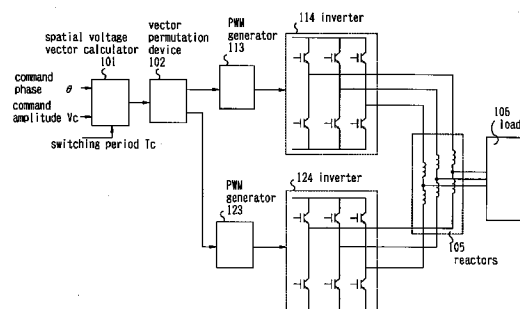 spatial voltage
vector calculator
101
vector
permutation
device
102
PWM
generator
113
114 inverter
command
phase θ
command
amplitude Vc
switching period Tc
106
load
PWM
generator
123
124 inverter
105
reactors